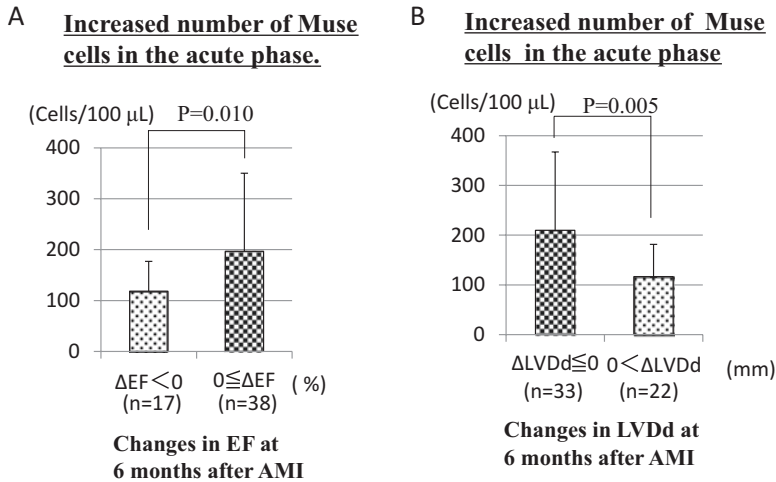 A
Increased number of Muse
cells in the acute phase.
(Cells/100 μL)
P=0.010
400
300
200
100
0
ΔEF＜0
0≦ΔEF
( %)
(n=17)
(n=38)
Changes in EF at
6 months after AMI
B
Increased number of  Muse
cells  in the acute phase
(Cells/100 μL)
P=0.005
400
300
200
100
0
ΔLVDd≦0
0＜ΔLVDd
(mm)
(n=33)
(n=22)
Changes in LVDd at
6 months after AMI